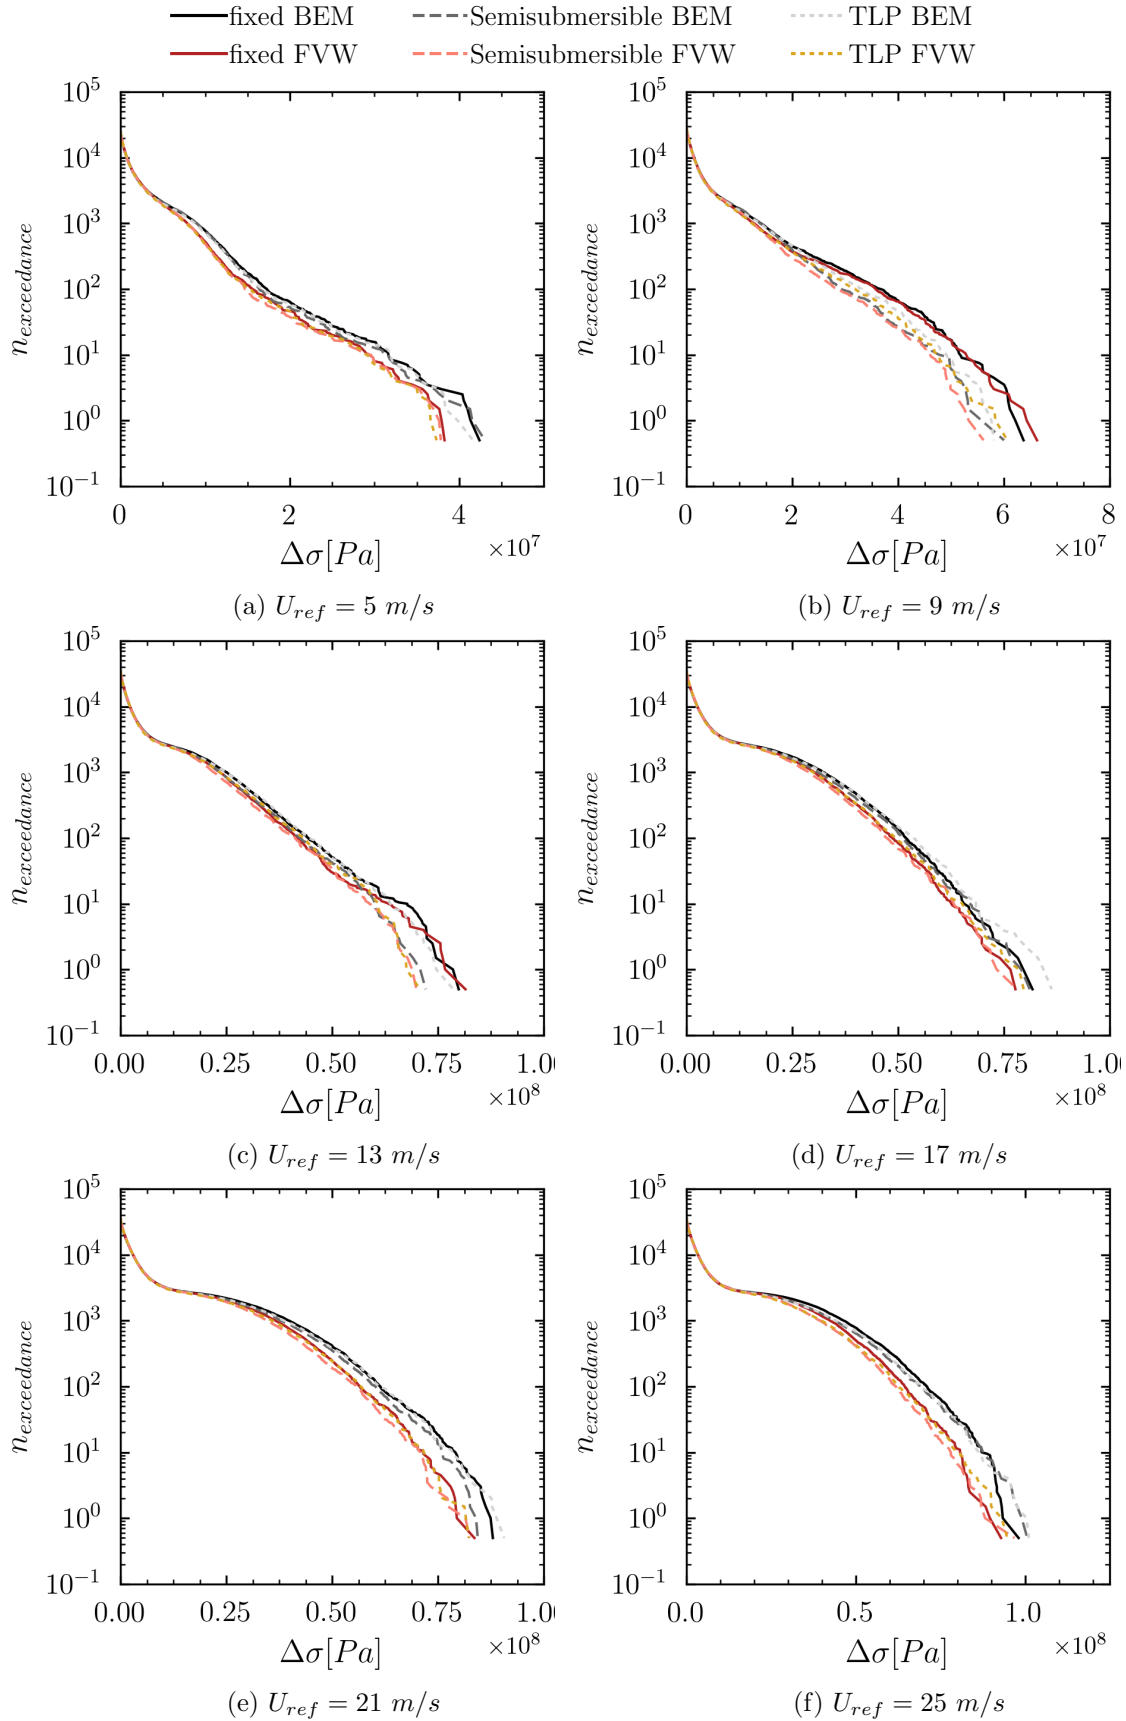 fixed BEM Semisubmersible BEM TLP BEM
fixed FVW Semisubmersible FVW TLP FVW
10^5 10^5
10^4 10^4
10^3 10^3
10^2 10^2
10^1 10^1
10^0 10^0
10^-1 10^-1
n_exceedance n_exceedance
0 2 4 0 2 4 6 8
×10^7 ×10^7
Δσ[Pa] Δσ[Pa]
(a) U_ref = 5 m/s (b) U_ref = 9 m/s
10^5 10^5
10^4 10^4
10^3 10^3
10^2 10^2
10^1 10^1
10^0 10^0
10^-1 10^-1
n_exceedance n_exceedance
0.00 0.25 0.50 0.75 1.0 0.00 0.25 0.50 0.75 1.00
×10^8 ×10^8
Δσ[Pa] Δσ[Pa]
(c) U_ref = 13 m/s (d) U_ref = 17 m/s
10^5 10^5
10^4 10^4
10^3 10^3
10^2 10^2
10^1 10^1
10^0 10^0
10^-1 10^-1
n_exceedance n_exceedance
0.00 0.25 0.50 0.75 1.0 0.0 0.5 1.0
×10^8 ×10^8
Δσ[Pa] Δσ[Pa]
(e) U_ref = 21 m/s (f) U_ref = 25 m/s